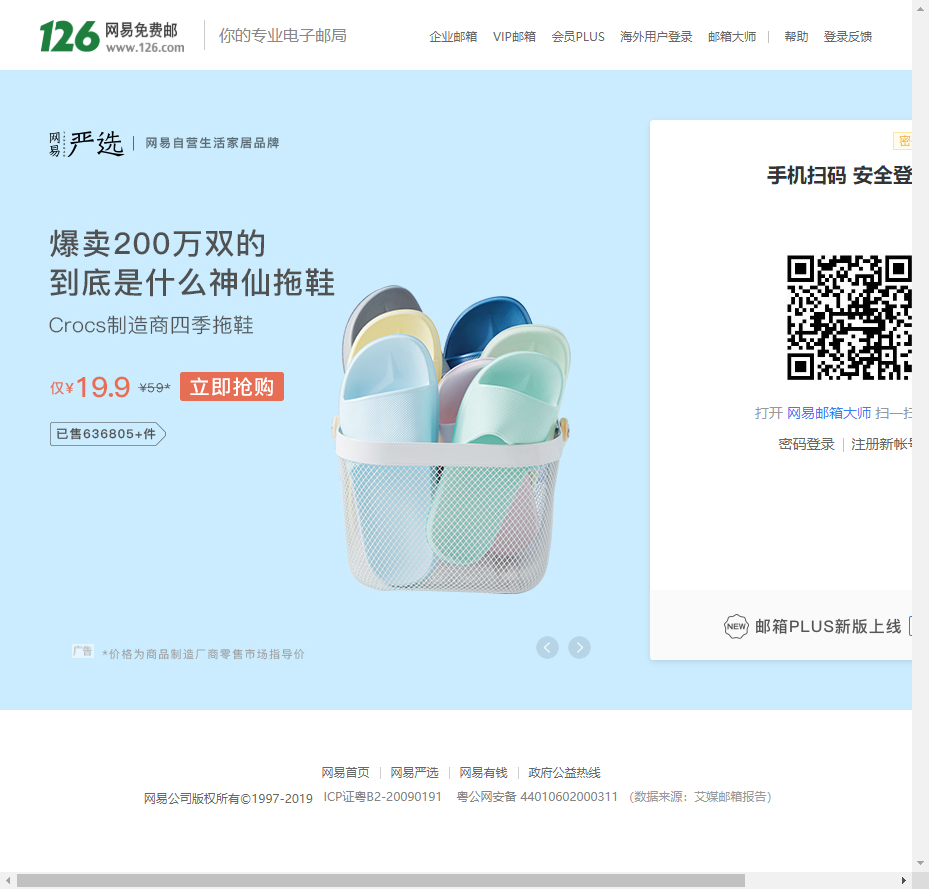 126 网易免费邮
www.126.com
你的专业电子邮局
企业邮箱 VIP邮箱 会员PLUS 海外用户登录 邮箱大师 | 帮助 登录反馈
网易严选 | 网易自营生活家居品牌
密
手机扫码 安全登
爆卖200万双的
到底是什么神仙拖鞋
Crocs制造商四季拖鞋
仅¥19.9 ¥59* 立即抢购
已售636805+件
打开 网易邮箱大师 扫一扫
密码登录 | 注册新帐号
NEW 邮箱PLUS新版上线
广告 *价格为商品制造厂商零售市场指导价
网易首页 | 网易严选 | 网易有钱 | 政府公益热线
网易公司版权所有©1997-2019 ICP证粤B2-20090191 粤公网安备 44010602000311 （数据来源：艾媒邮箱报告）